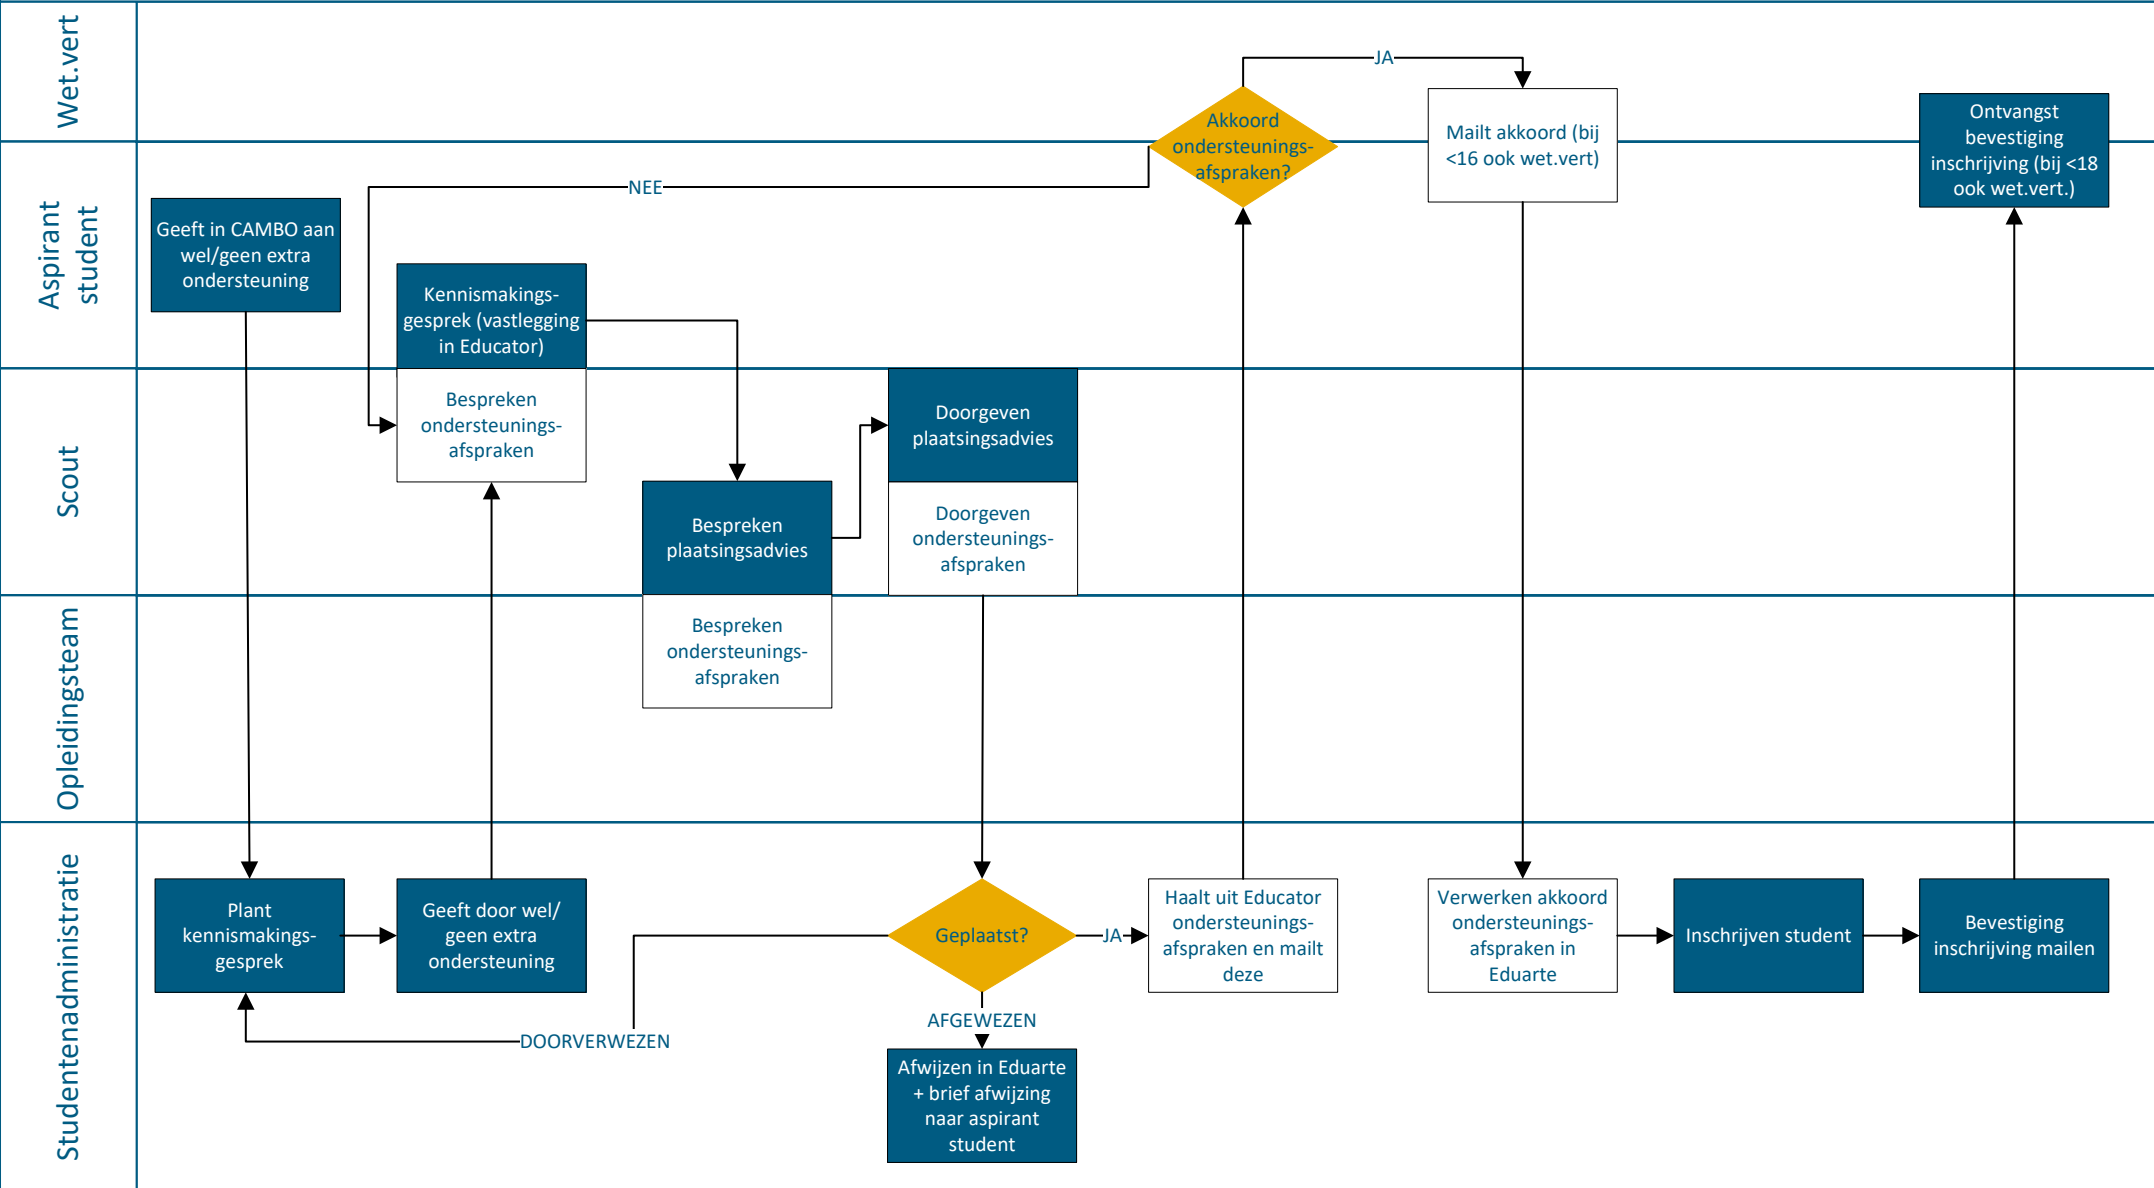 Wet.vert
Aspirant
student
Scout
Opleidingsteam
Studentenadministratie
Geeft in CAMBO aan
wel/geen extra
ondersteuning
Kennismakings-
gesprek (vastlegging
in Educator)
Bespreken
ondersteunings-
afspraken
NEE
Akkoord
ondersteunings-
afspraken?
JA
Mailt akkoord (bij
<16 ook wet.vert)
Ontvangst
bevestiging
inschrijving (bij <18
ook wet.vert.)
Bespreken
plaatsingsadvies
Bespreken
ondersteunings-
afspraken
Doorgeven
plaatsingsadvies
Doorgeven
ondersteunings-
afspraken
Plant
kennismakings-
gesprek
Geeft door wel/
geen extra
ondersteuning
Geplaatst?
JA
DOORVERWEZEN
AFGEWEZEN
Afwijzen in Eduarte
+ brief afwijzing
naar aspirant
student
Haalt uit Educator
ondersteunings-
afspraken en mailt
deze
Verwerken akkoord
ondersteunings-
afspraken in
Eduarte
Inschrijven student
Bevestiging
inschrijving mailen